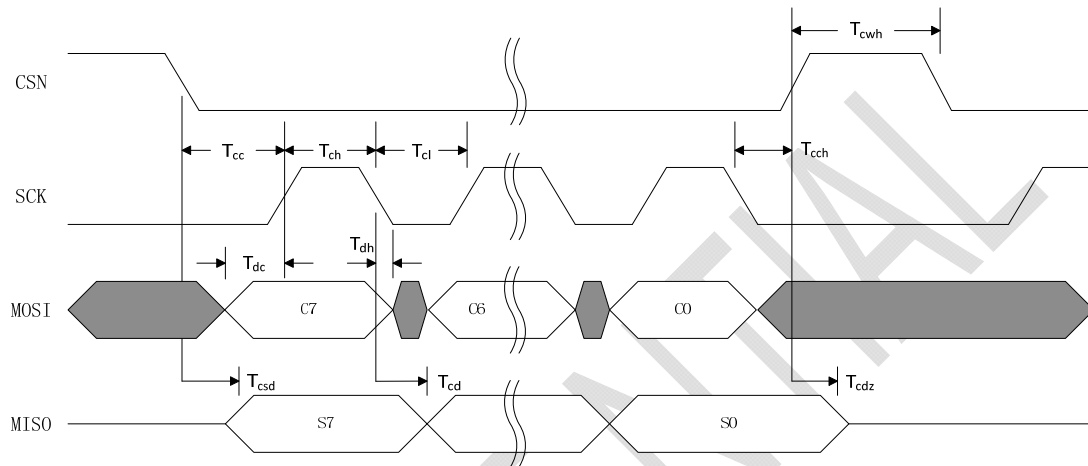 Tcwh
CSN
Tcc
Tch
Tcl
Tcch
SCK
Tdc
Tdh
MOSI
C7
C6
C0
Tcsd
Tcd
Tcdz
MISO
S7
S0
NTIAL